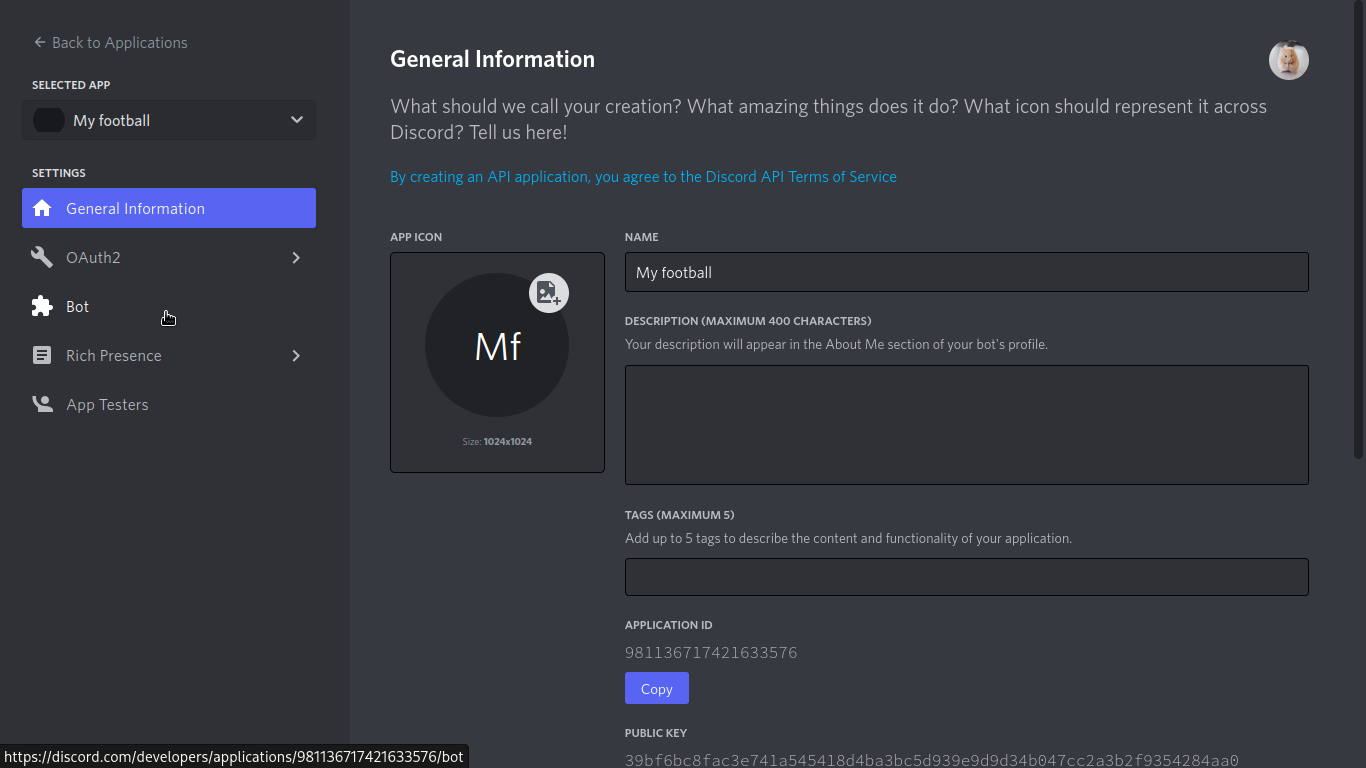 Back to Applications
SELECTED APP
My football
SETTINGS
General Information
OAuth2
Bot
Rich Presence
App Testers
General Information
What should we call your creation? What amazing things does it do? What icon should represent it across
Discord? Tell us here!
By creating an API application, you agree to the Discord API Terms of Service
APP ICON
Mf
Size: 1024x1024
NAME
My football
DESCRIPTION (MAXIMUM 400 CHARACTERS)
Your description will appear in the About Me section of your bot's profile.
TAGS (MAXIMUM 5)
Add up to 5 tags to describe the content and functionality of your application.
APPLICATION ID
981136717421633576
Copy
PUBLIC KEY
39bf6bc8fac3e741a545418d4ba3bc5d939e9d9d34b047cc2a3b2f9354284aa0
https://discord.com/developers/applications/981136717421633576/bot